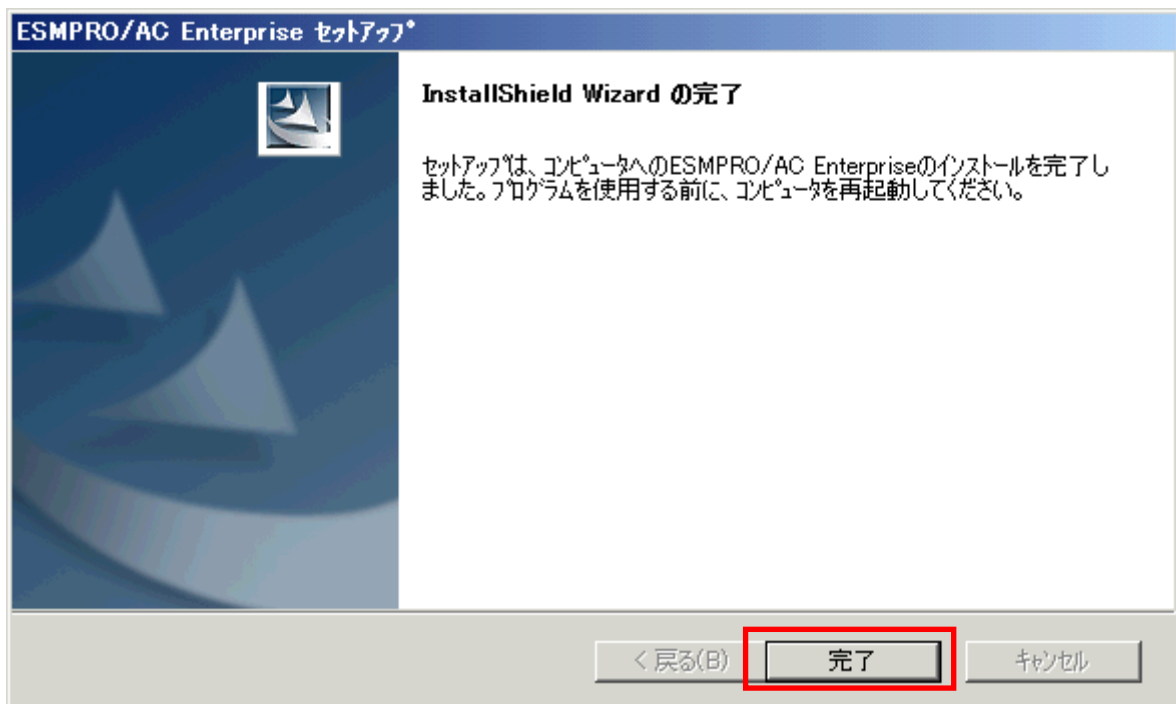 ESMPRO/AC Enterprise ｾｯﾄｱｯﾌﾟ
InstallShield Wizard の完了
ｾｯﾄｱｯﾌﾟは、ｺﾝﾋﾟｭｰﾀへのESMPRO/AC Enterpriseのｲﾝｽﾄｰﾙを完了し
ました。ﾌﾟﾛｸﾞﾗﾑを使用する前に、ｺﾝﾋﾟｭｰﾀを再起動してください。
< 戻る(B)
完了
ｷｬﾝｾﾙ